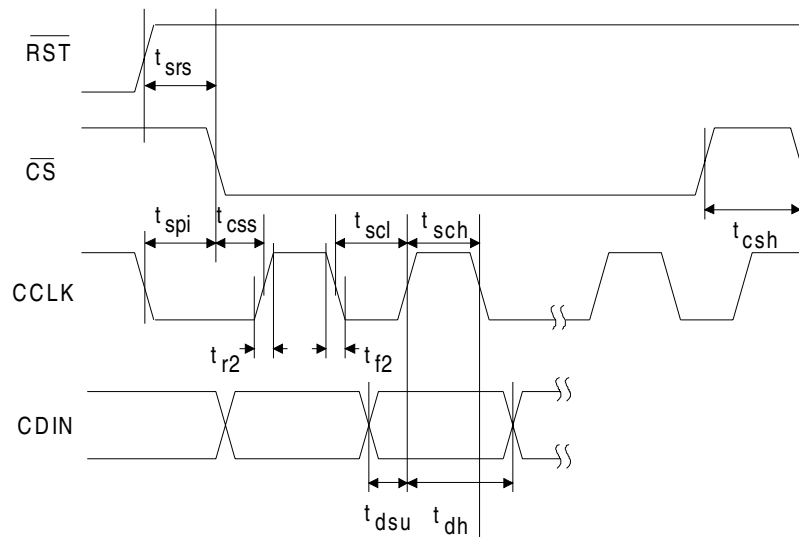 RST
t srs
CS
t spi
t css
t scl
t sch
t csh
CCLK
t r2
t f2
CDIN
t dsu
t dh